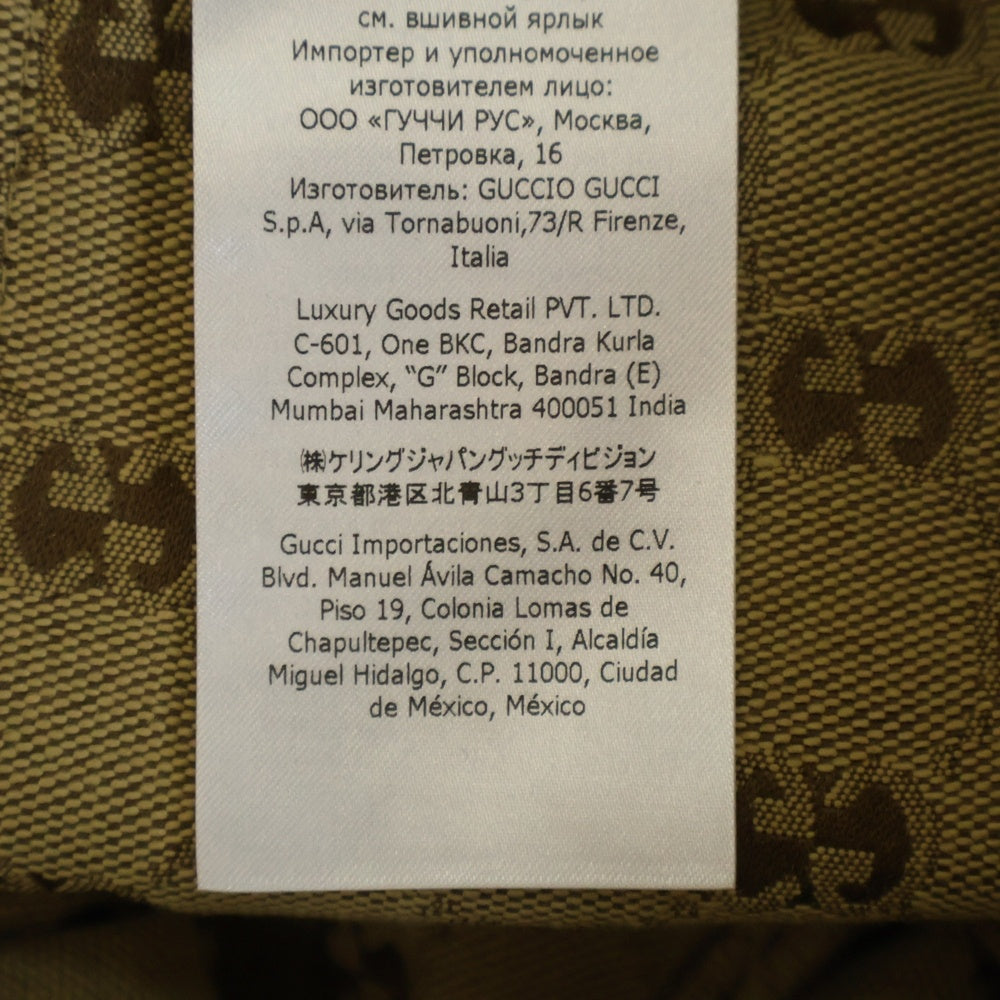 см. вшивной ярлык
Импортер и уполномоченное
изготовителем лицо:
ООО «ГУЧЧИ РУС», Москва,
Петровка, 16
Изготовитель: GUCCIO GUCCI
S.p.A, via Tornabuoni,73/R Firenze,
Italia
Luxury Goods Retail PVT. LTD.
C-601, One BKC, Bandra Kurla
Complex, “G” Block, Bandra (E)
Mumbai Maharashtra 400051 India
㈱ケリングジャパングッチディビジョン
東京都港区北青山3丁目6番7号
Gucci Importaciones, S.A. de C.V.
Blvd. Manuel Ávila Camacho No. 40,
Piso 19, Colonia Lomas de
Chapultepec, Sección I, Alcaldía
Miguel Hidalgo, C.P. 11000, Ciudad
de México, México